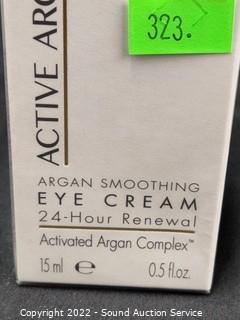 323.
ACTIVE ARG
ARGAN SMOOTHING
EYE CREAM
24-Hour Renewal
Activated Argan Complex™
15 ml ℮ 0.5 fl.oz.
© Copyright 2022 - Sound Auction Service